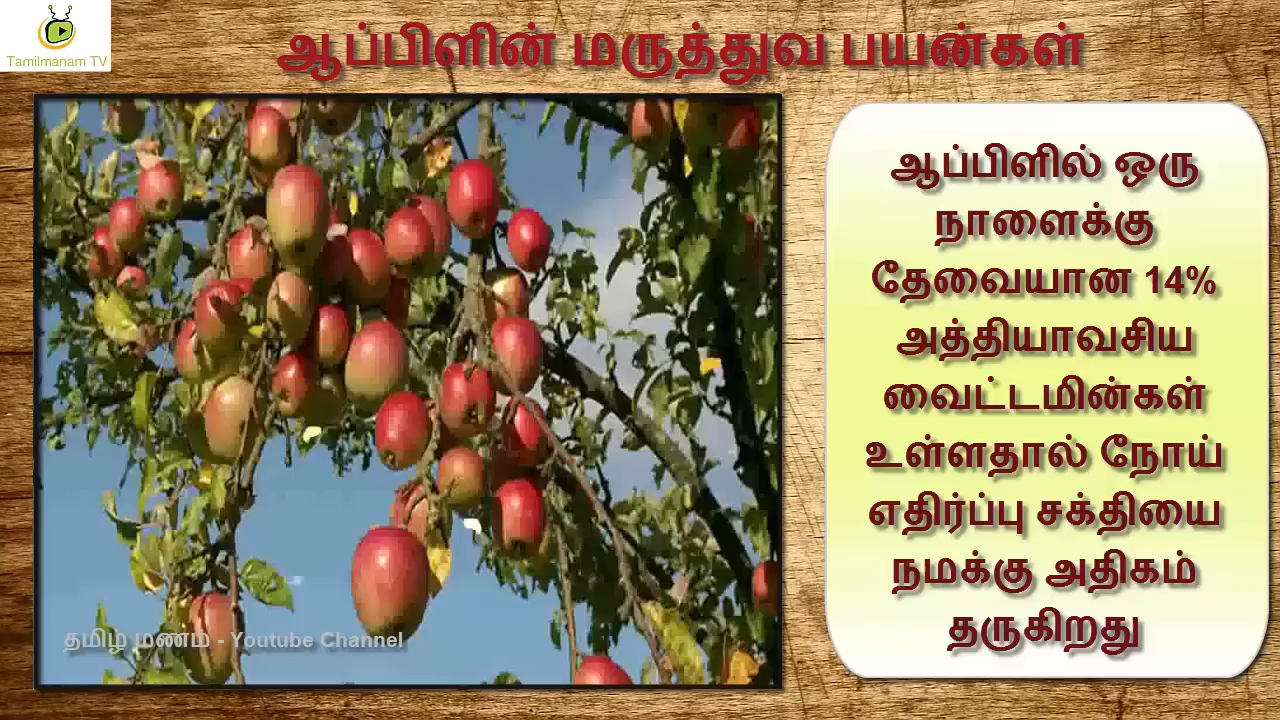 Tamilmanam TV
ஆப்பிளின் மருத்துவ பயன்கள்
ஆப்பிளில் ஒரு
நாளைக்கு
தேவையான 14%
அத்தியாவசிய
வைட்டமின்கள்
உள்ளதால் நோய்
எதிர்ப்பு சக்தியை
நமக்கு அதிகம்
தருகிறது
தமிழ் மணம் - Youtube Channel